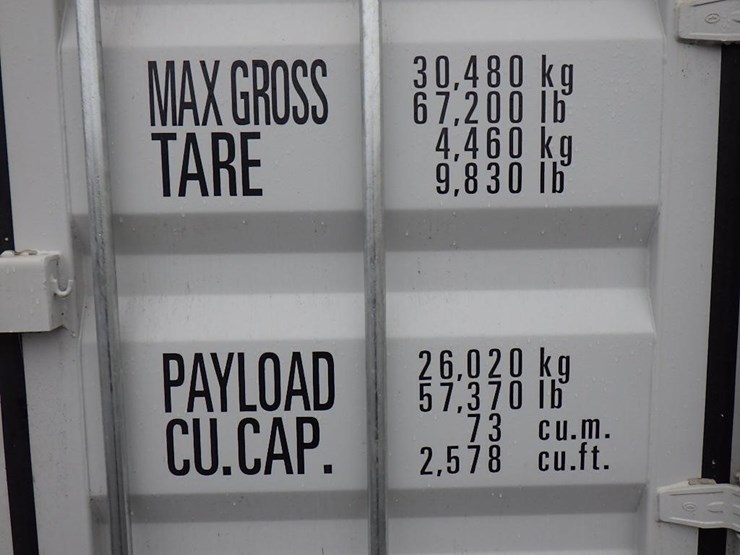 MAX GROSS 30,480 kg
67,200 lb
TARE 4,460 kg
9,830 lb
PAYLOAD 26,020 kg
57,370 lb
CU.CAP. 73 cu.m.
2,578 cu.ft.